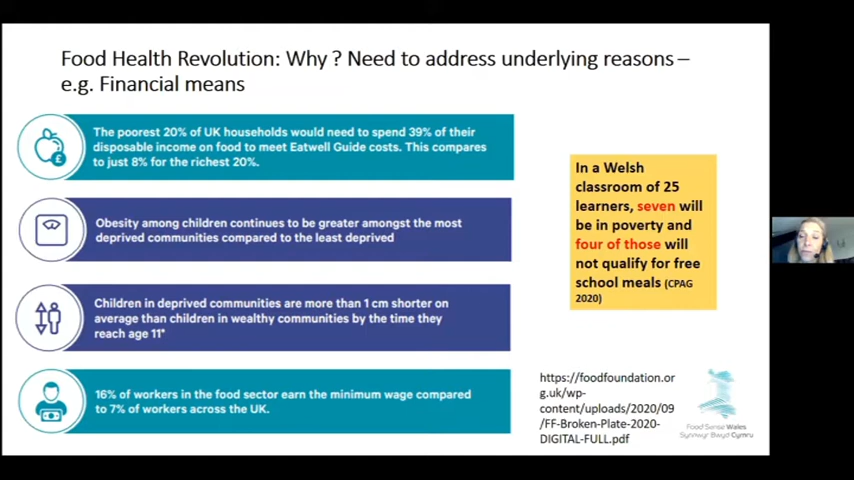 Food Health Revolution: Why ? Need to address underlying reasons –
e.g. Financial means
The poorest 20% of UK households would need to spend 39% of their
disposable income on food to meet Eatwell Guide costs. This compares
to just 8% for the richest 20%.
Obesity among children continues to be greater amongst the most
deprived communities compared to the least deprived
Children in deprived communities are more than 1 cm shorter on
average than children in wealthy communities by the time they
reach age 11*
16% of workers in the food sector earn the minimum wage compared
to 7% of workers across the UK.
In a Welsh
classroom of 25
learners, seven will
be in poverty and
four of those will
not qualify for free
school meals (CPAG
2020)
https://foodfoundation.or
g.uk/wp-
content/uploads/2020/09
/FF-Broken-Plate-2020-
DIGITAL-FULL.pdf
Food Sense Wales
Synnwyr Bwyd Cymru
£